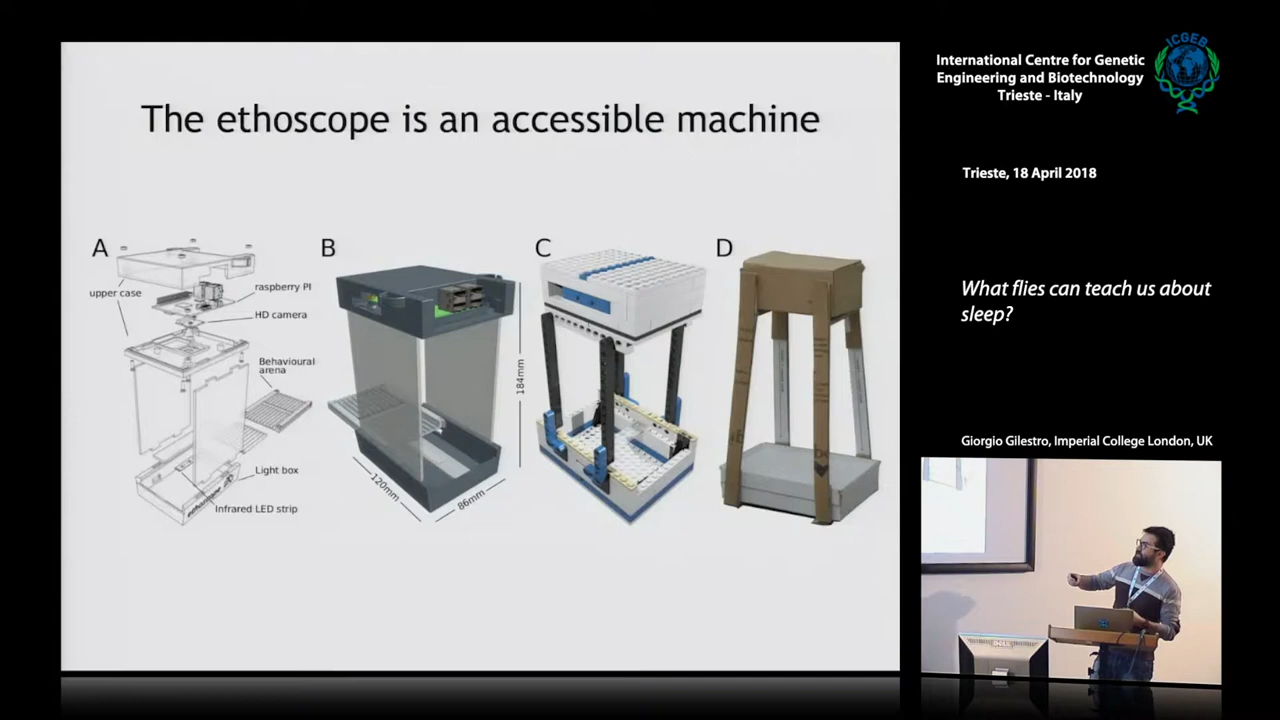 The ethoscope is an accessible machine
A
upper case
raspberry PI
HD camera
Behavioural
arena
Light box
Infrared LED strip
ethoscope
B
184mm
120mm
86mm
C
D
International Centre for Genetic
Engineering and Biotechnology
Trieste - Italy
ICGEB
Trieste, 18 April 2018
What flies can teach us about
sleep?
Giorgio Gilestro, Imperial College London, UK